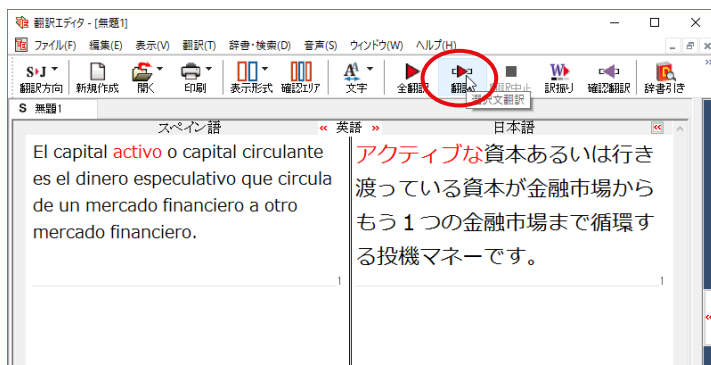 翻訳エディタ - [無題1]
ファイル(F) 編集(E) 表示(V) 翻訳(T) 辞書・検索(D) 音声(S) ウィンドウ(W) ヘルプ(H)
S›J
翻訳方向 新規作成 開く 印刷 表示形式 確認エリア 文字 全翻訳 翻訳 訳振り 確認翻訳 辞書引き
選択文翻訳
S 無題1
スペイン語 « 英語 » 日本語 «
El capital activo o capital circulante
es el dinero especulativo que circula
de un mercado financiero a otro
mercado financiero.
1
アクティブな資本あるいは行き
渡っている資本が金融市場から
もう１つの金融市場まで循環す
る投機マネーです。
1